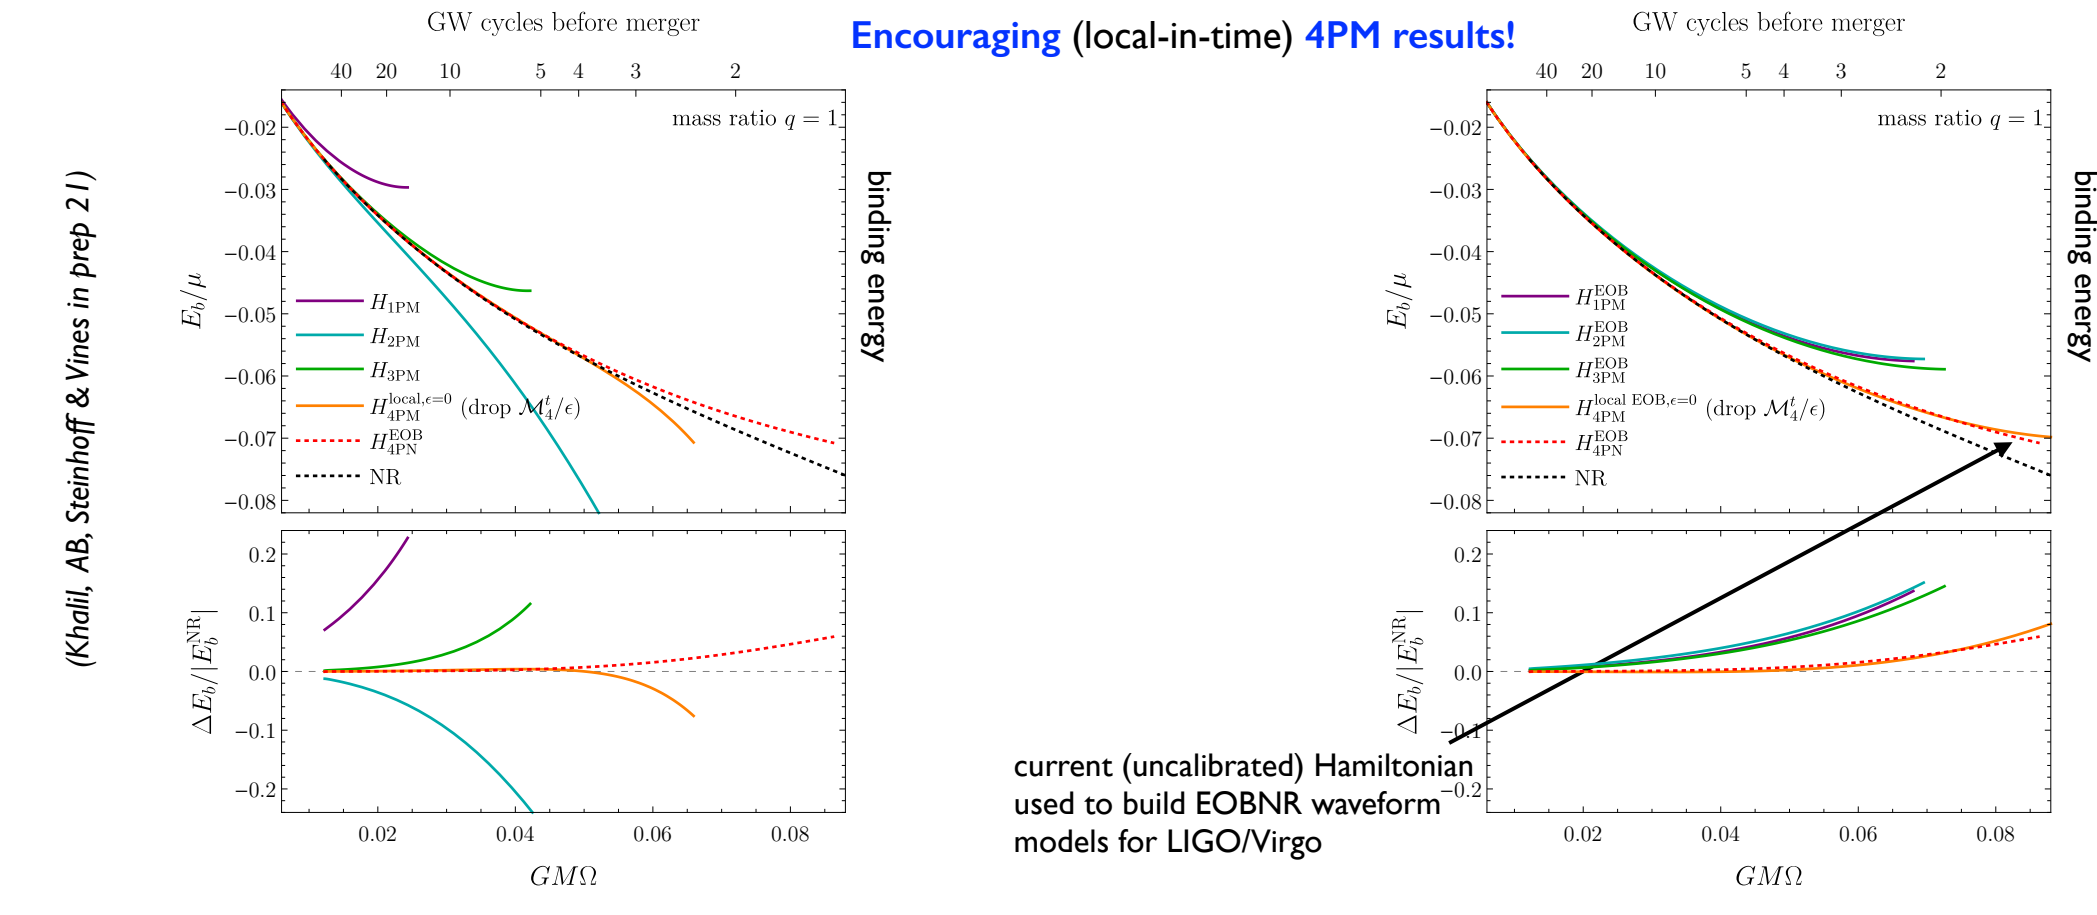 Encouraging (local-in-time) 4PM results!
(Khalil, AB, Steinhoff & Vines in prep 21)
GW cycles before merger
40 20 10 5 4 3 2
mass ratio q = 1
−0.02
−0.03
−0.04
−0.05
−0.06
−0.07
−0.08
E_b/μ
H_1PM
H_2PM
H_3PM
H_4PM^local,ϵ=0 (drop ℳ_4^t/ϵ)
H_4PN^EOB
NR
binding energy
0.2
0.1
0.0
−0.1
−0.2
ΔE_b/|E_b^NR|
0.02 0.04 0.06 0.08
GMΩ
GW cycles before merger
40 20 10 5 4 3 2
mass ratio q = 1
−0.02
−0.03
−0.04
−0.05
−0.06
−0.07
−0.08
E_b/μ
H_1PM^EOB
H_2PM^EOB
H_3PM^EOB
H_4PM^local EOB,ϵ=0 (drop ℳ_4^t/ϵ)
H_4PN^EOB
NR
binding energy
0.2
0.1
0.0
−0.1
−0.2
ΔE_b/|E_b^NR|
0.02 0.04 0.06 0.08
GMΩ
current (uncalibrated) Hamiltonian
used to build EOBNR waveform
models for LIGO/Virgo